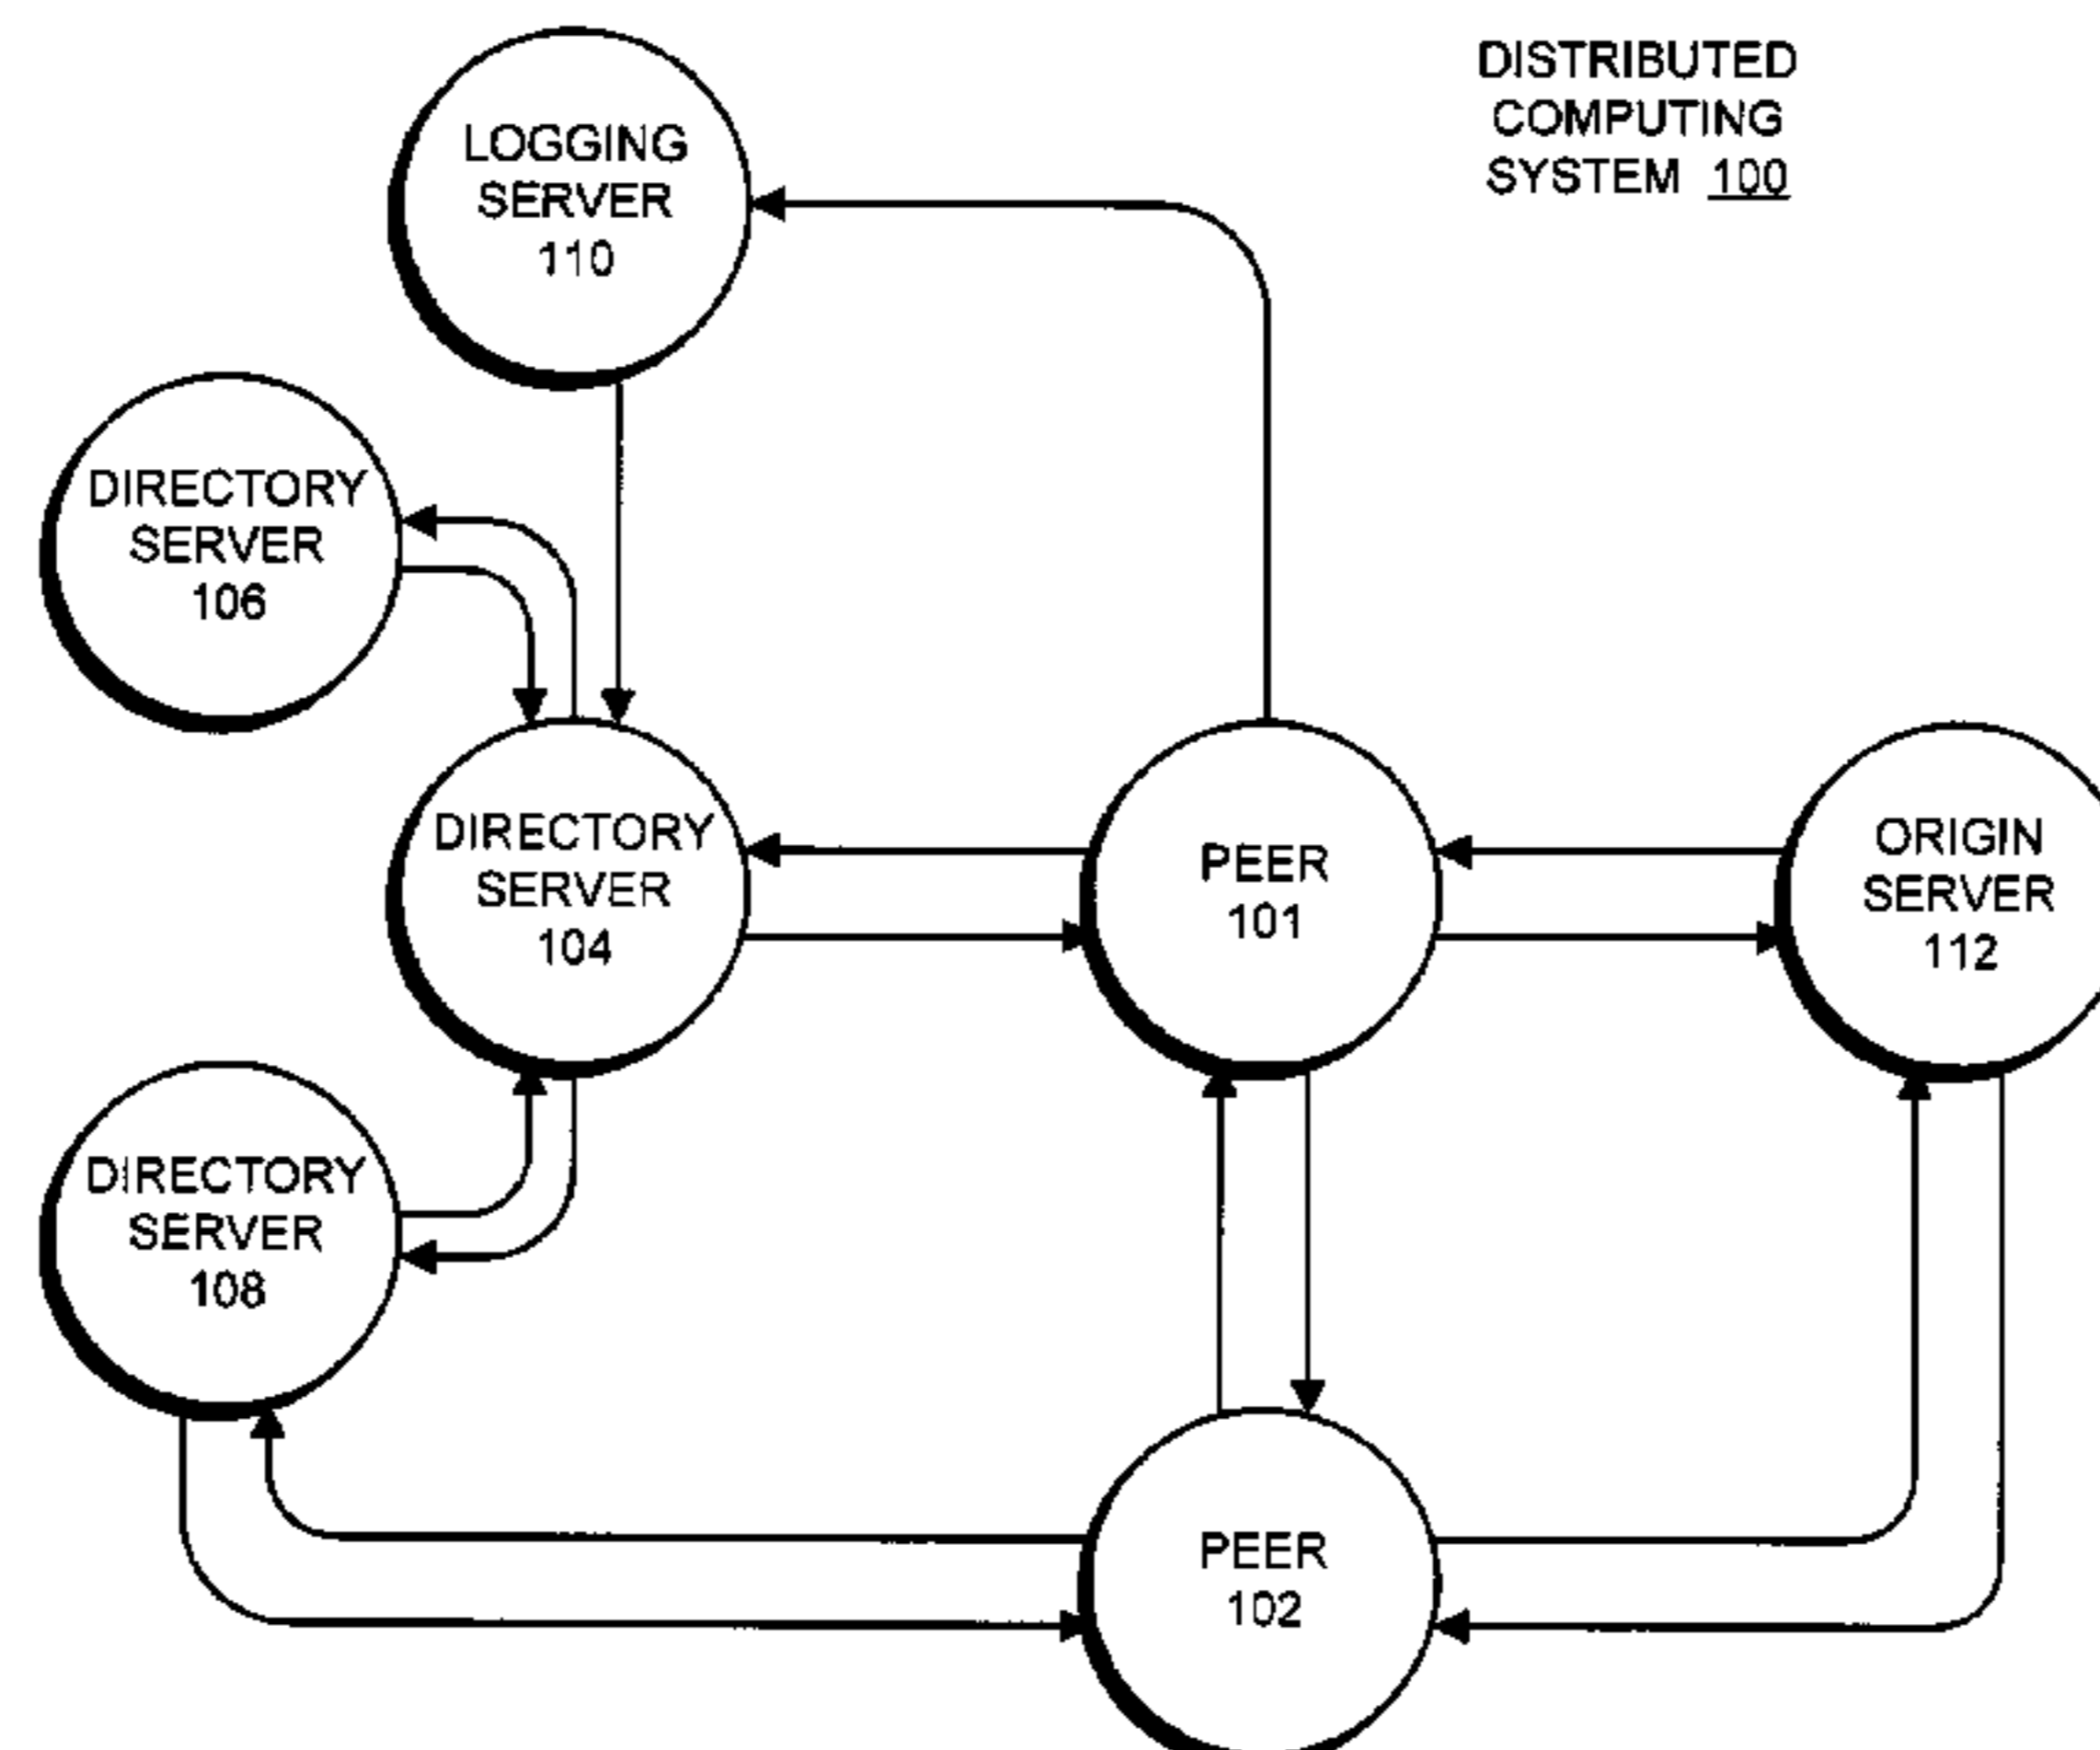 DISTRIBUTED
COMPUTING
SYSTEM 100
LOGGING
SERVER
110
DIRECTORY
SERVER
106
DIRECTORY
SERVER
104
PEER
101
ORIGIN
SERVER
112
DIRECTORY
SERVER
108
PEER
102